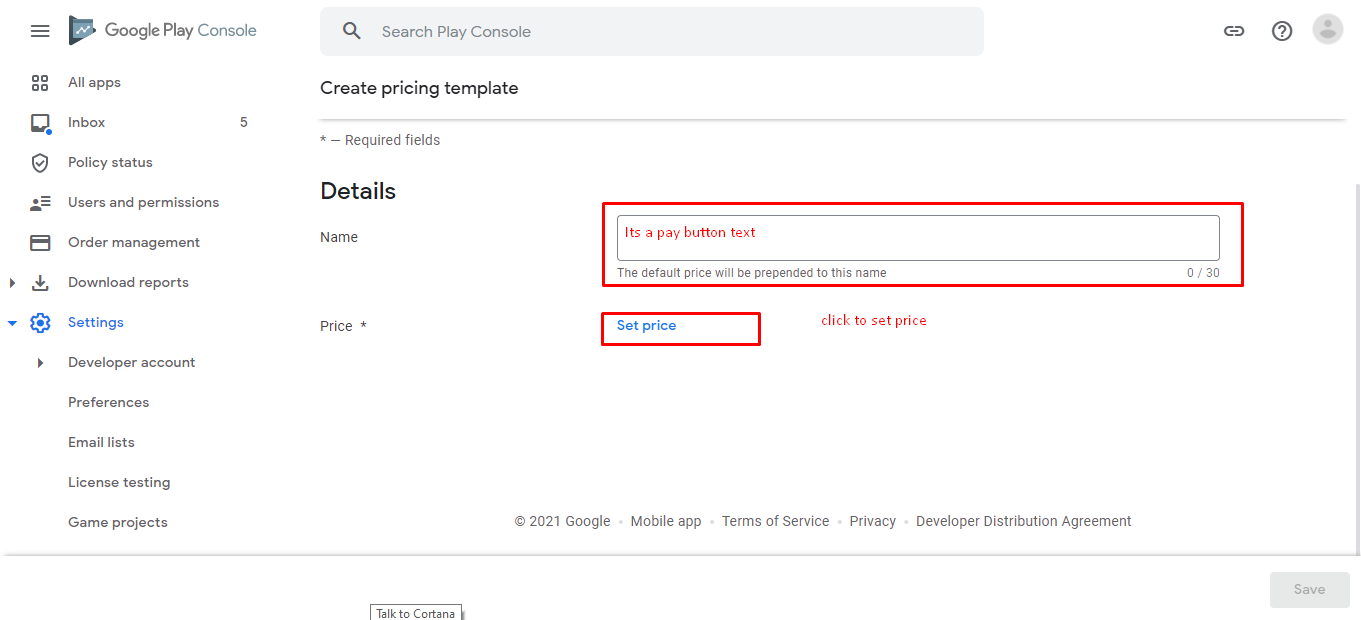 Google Play Console
Search Play Console
All apps
Inbox 5
Policy status
Users and permissions
Order management
Download reports
Settings
Developer account
Preferences
Email lists
License testing
Game projects
Create pricing template
* — Required fields
Details
Name
Its a pay button text
The default price will be prepended to this name 0 / 30
Price *
Set price
click to set price
© 2021 Google • Mobile app • Terms of Service • Privacy • Developer Distribution Agreement
Save
Talk to Cortana